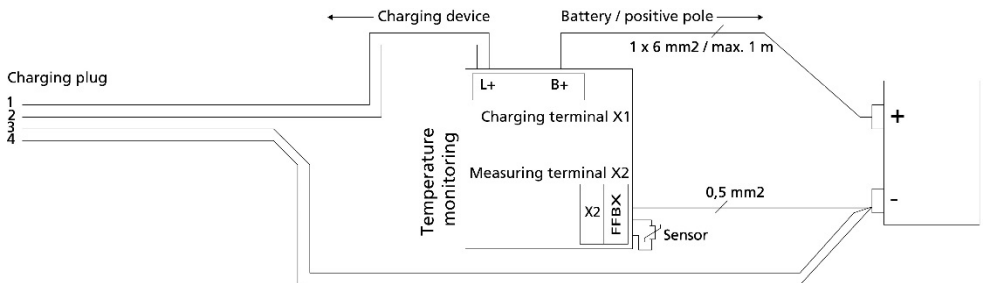 Charging device
Battery / positive pole
1 x 6 mm2 / max. 1 m
Charging plug
1
2
3
4
L+
B+
Charging terminal X1
+
Temperature
monitoring
Measuring terminal X2
X2
FFBX
0,5 mm2
-
Sensor